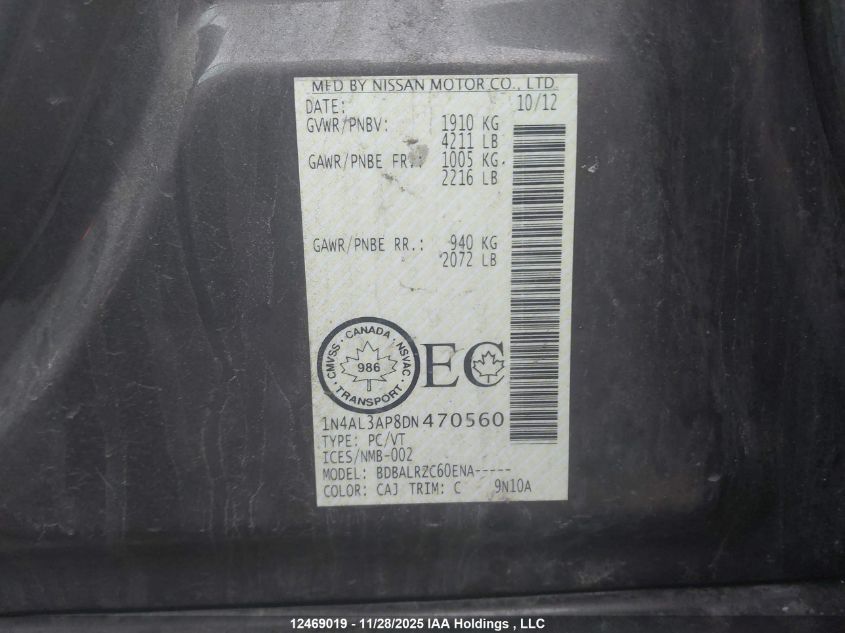 MFD BY NISSAN MOTOR CO., LTD
DATE: 10/12
GVWR/PNBV: 1910 KG
4211 LB
GAWR/PNBE FR.: 1005 KG
2216 LB
GAWR/PNBE RR.: 940 KG
2072 LB
CMVSS · CANADA · NSVAC
986
· TRANSPORT ·
EC
1N4AL3AP8DN470560
TYPE: PC/VT
ICES/NMB-002
MODEL: BDBALRZC60ENA-----
COLOR: CAJ TRIM: C 9N10A
12469019 - 11/28/2025 IAA Holdings , LLC